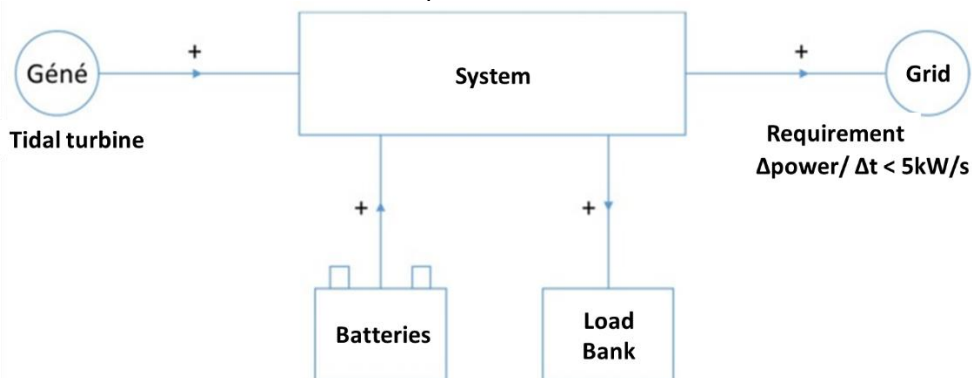 +
+
Géné
System
Grid
Tidal turbine
Requirement
Δpower/ Δt < 5kW/s
+
+
Batteries
Load
Bank